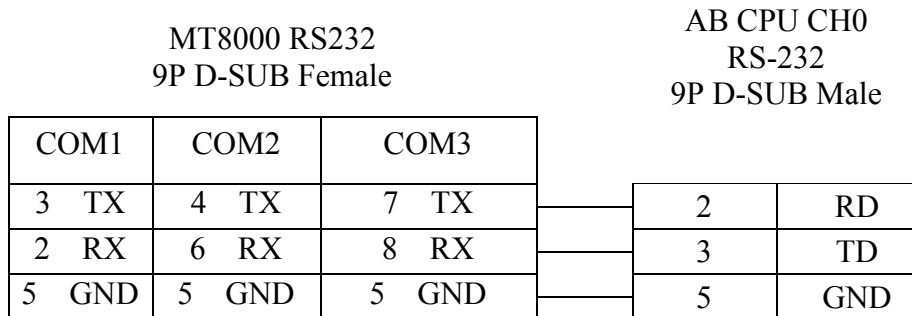 MT8000 RS232
9P D-SUB Female
AB CPU CH0
RS-232
9P D-SUB Male
COM1 COM2 COM3
3 TX 4 TX 7 TX 2 RD
2 RX 6 RX 8 RX 3 TD
5 GND 5 GND 5 GND 5 GND